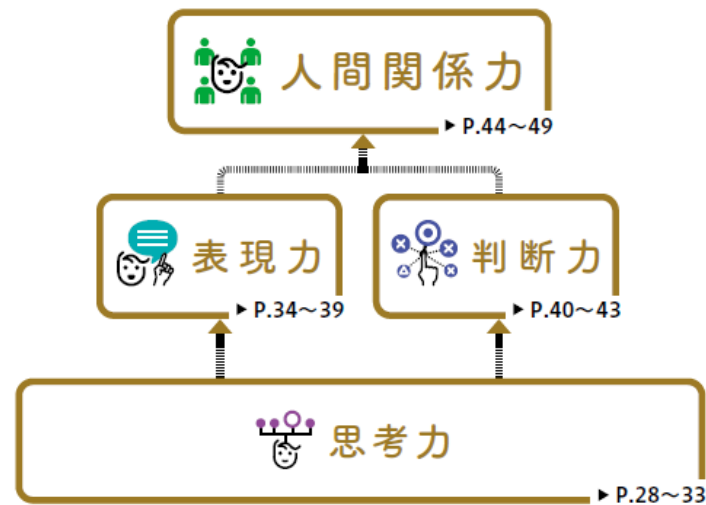 人間関係力
▶ P.44〜49
表現力
▶ P.34〜39
判断力
▶ P.40〜43
思考力
▶ P.28〜33